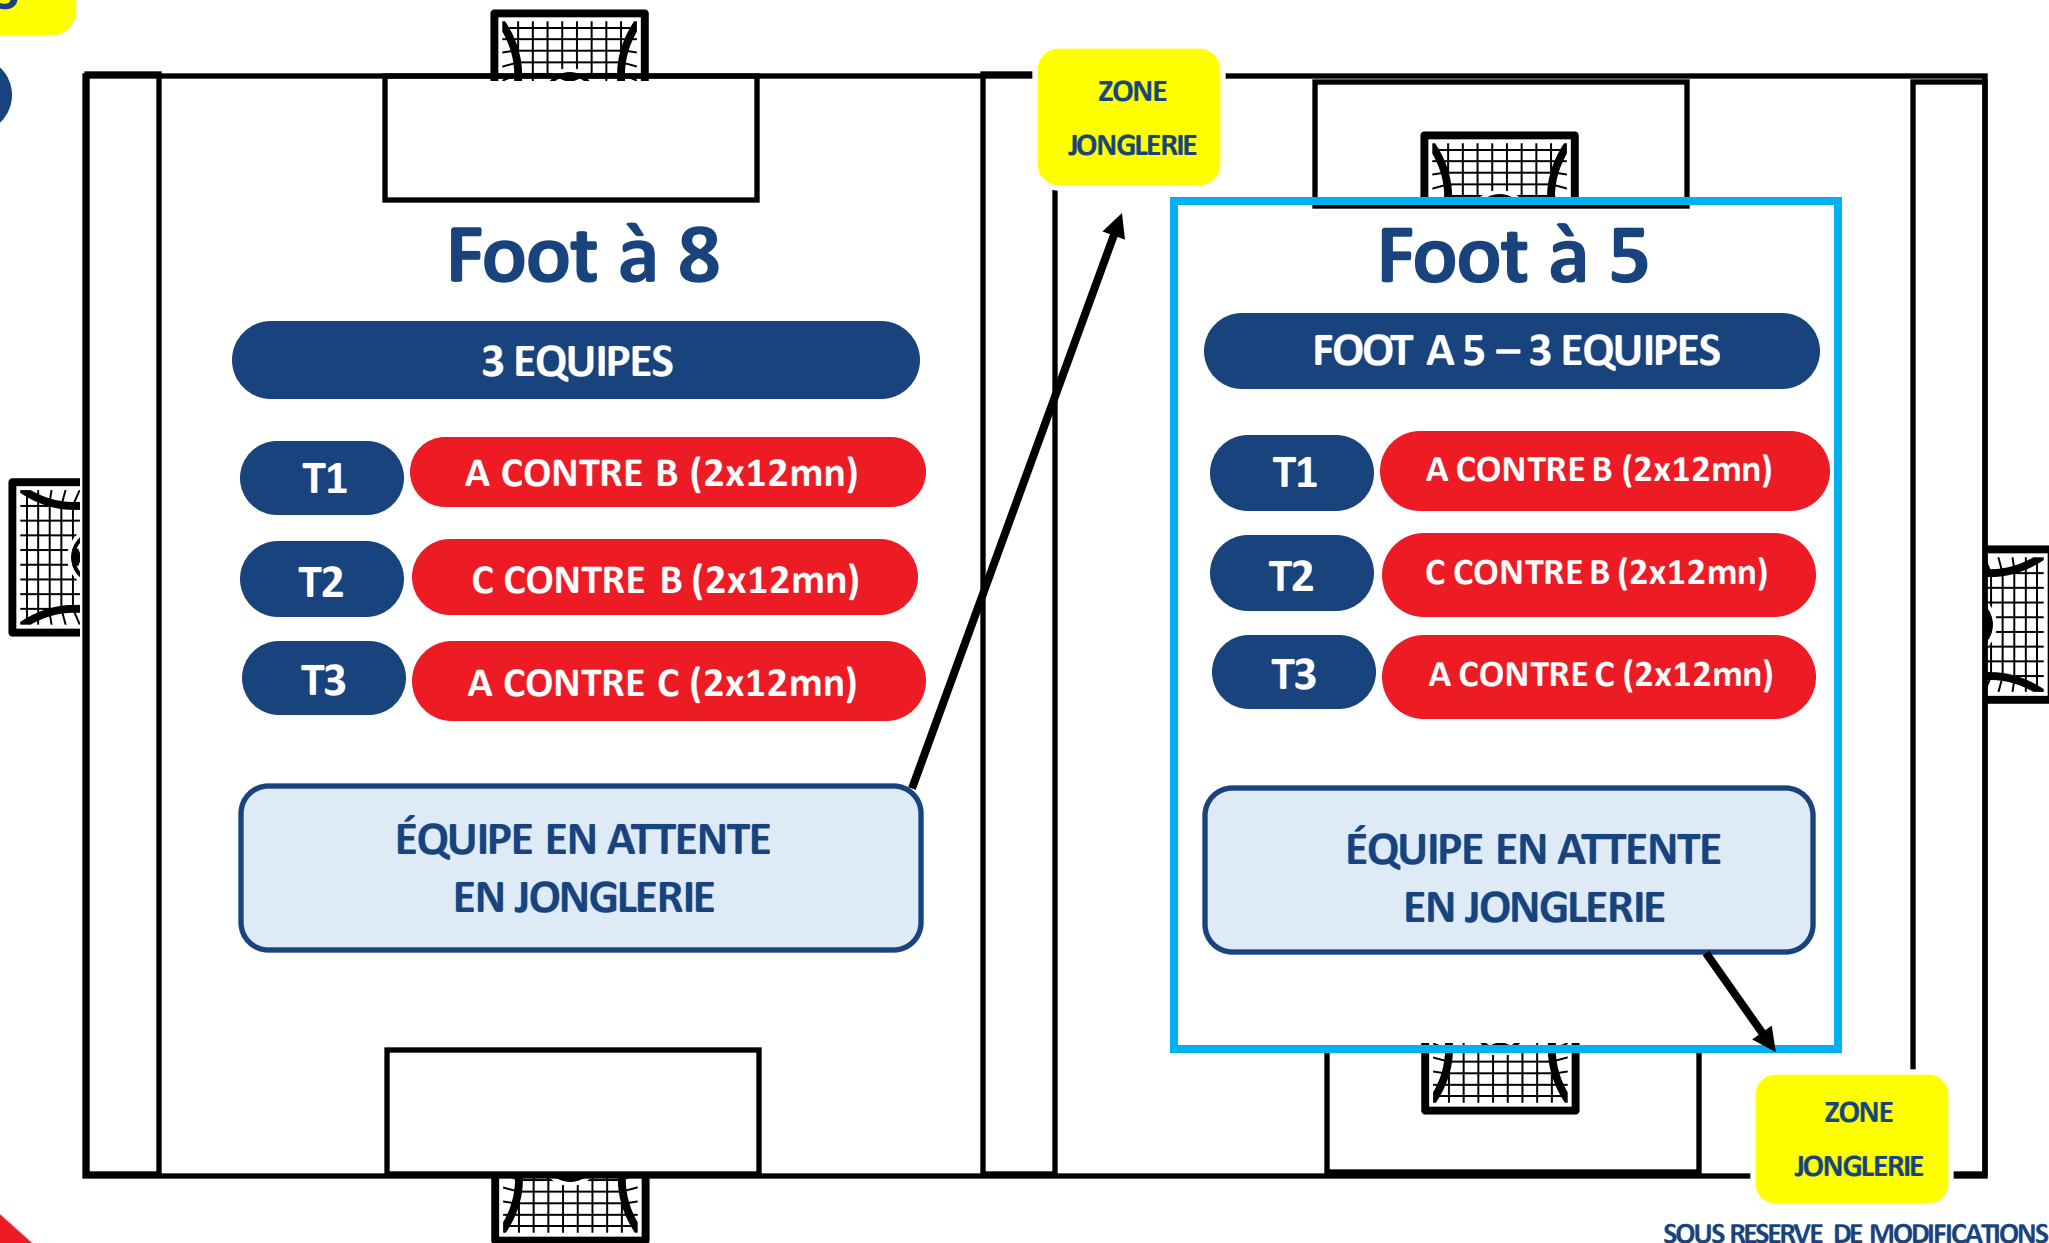 ZONE
JONGLERIE
Foot à 8
3 EQUIPES
T1
A CONTRE B (2x12mn)
T2
C CONTRE B (2x12mn)
T3
A CONTRE C (2x12mn)
ÉQUIPE EN ATTENTE
EN JONGLERIE
Foot à 5
FOOT A 5 – 3 EQUIPES
T1
A CONTRE B (2x12mn)
T2
C CONTRE B (2x12mn)
T3
A CONTRE C (2x12mn)
ÉQUIPE EN ATTENTE
EN JONGLERIE
ZONE
JONGLERIE
SOUS RESERVE DE MODIFICATIONS